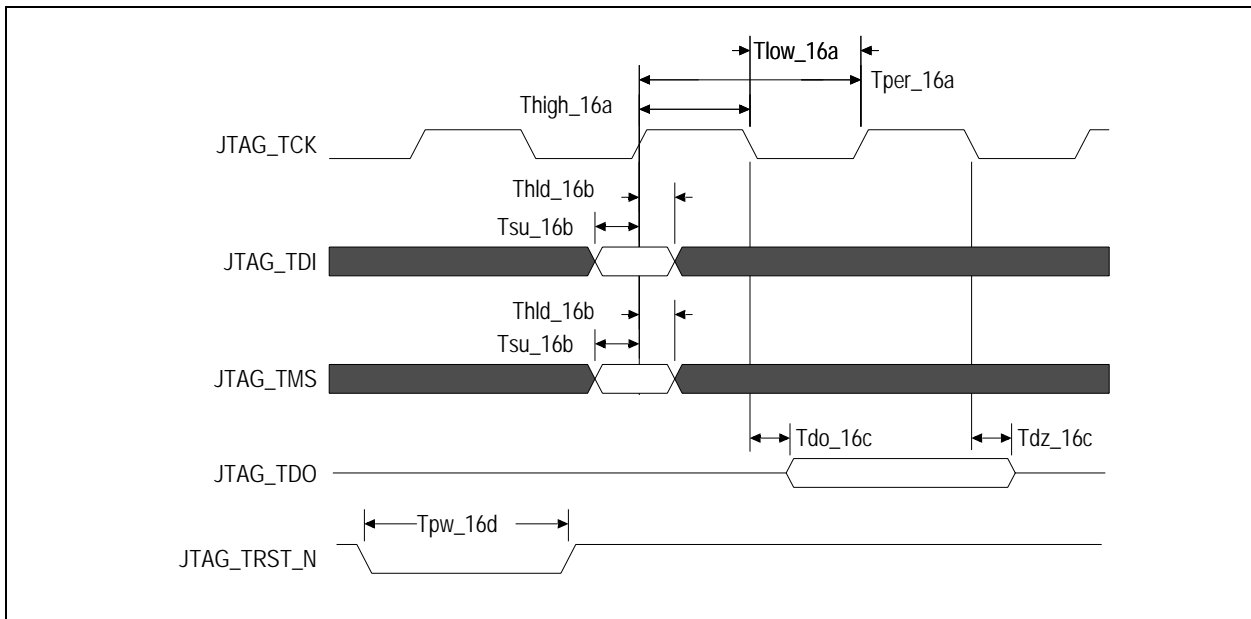 Tlow_16a
Tper_16a
Thigh_16a
JTAG_TCK
Thld_16b
Tsu_16b
JTAG_TDI
Thld_16b
Tsu_16b
JTAG_TMS
Tdo_16c
Tdz_16c
JTAG_TDO
Tpw_16d
JTAG_TRST_N